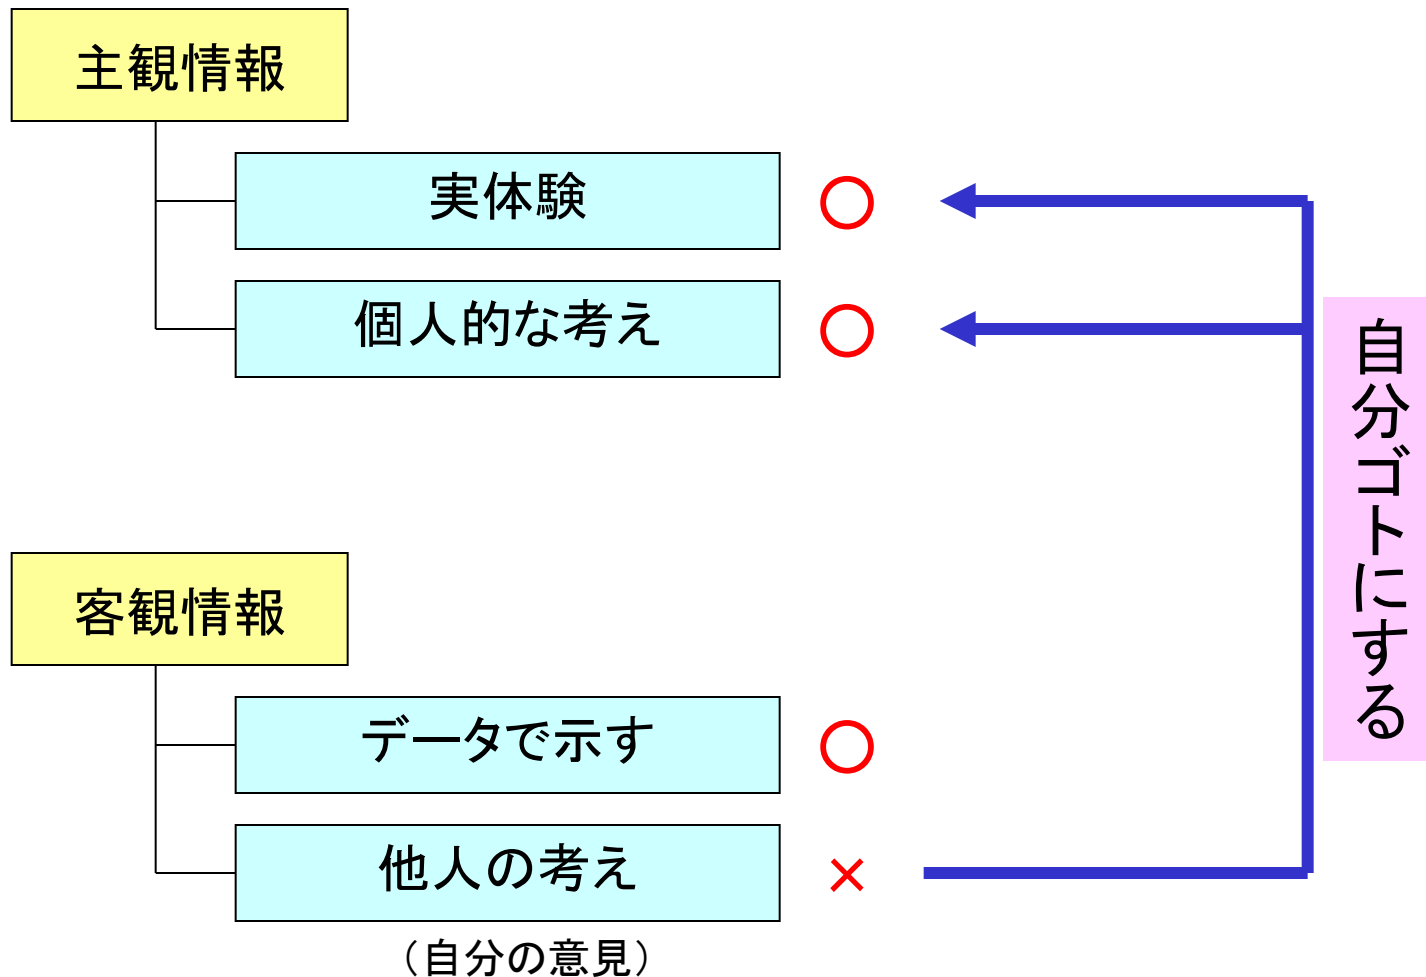 主観情報
実体験
○
個人的な考え
○
自分ゴトにする
客観情報
データで示す
○
他人の考え
×
（自分の意見）